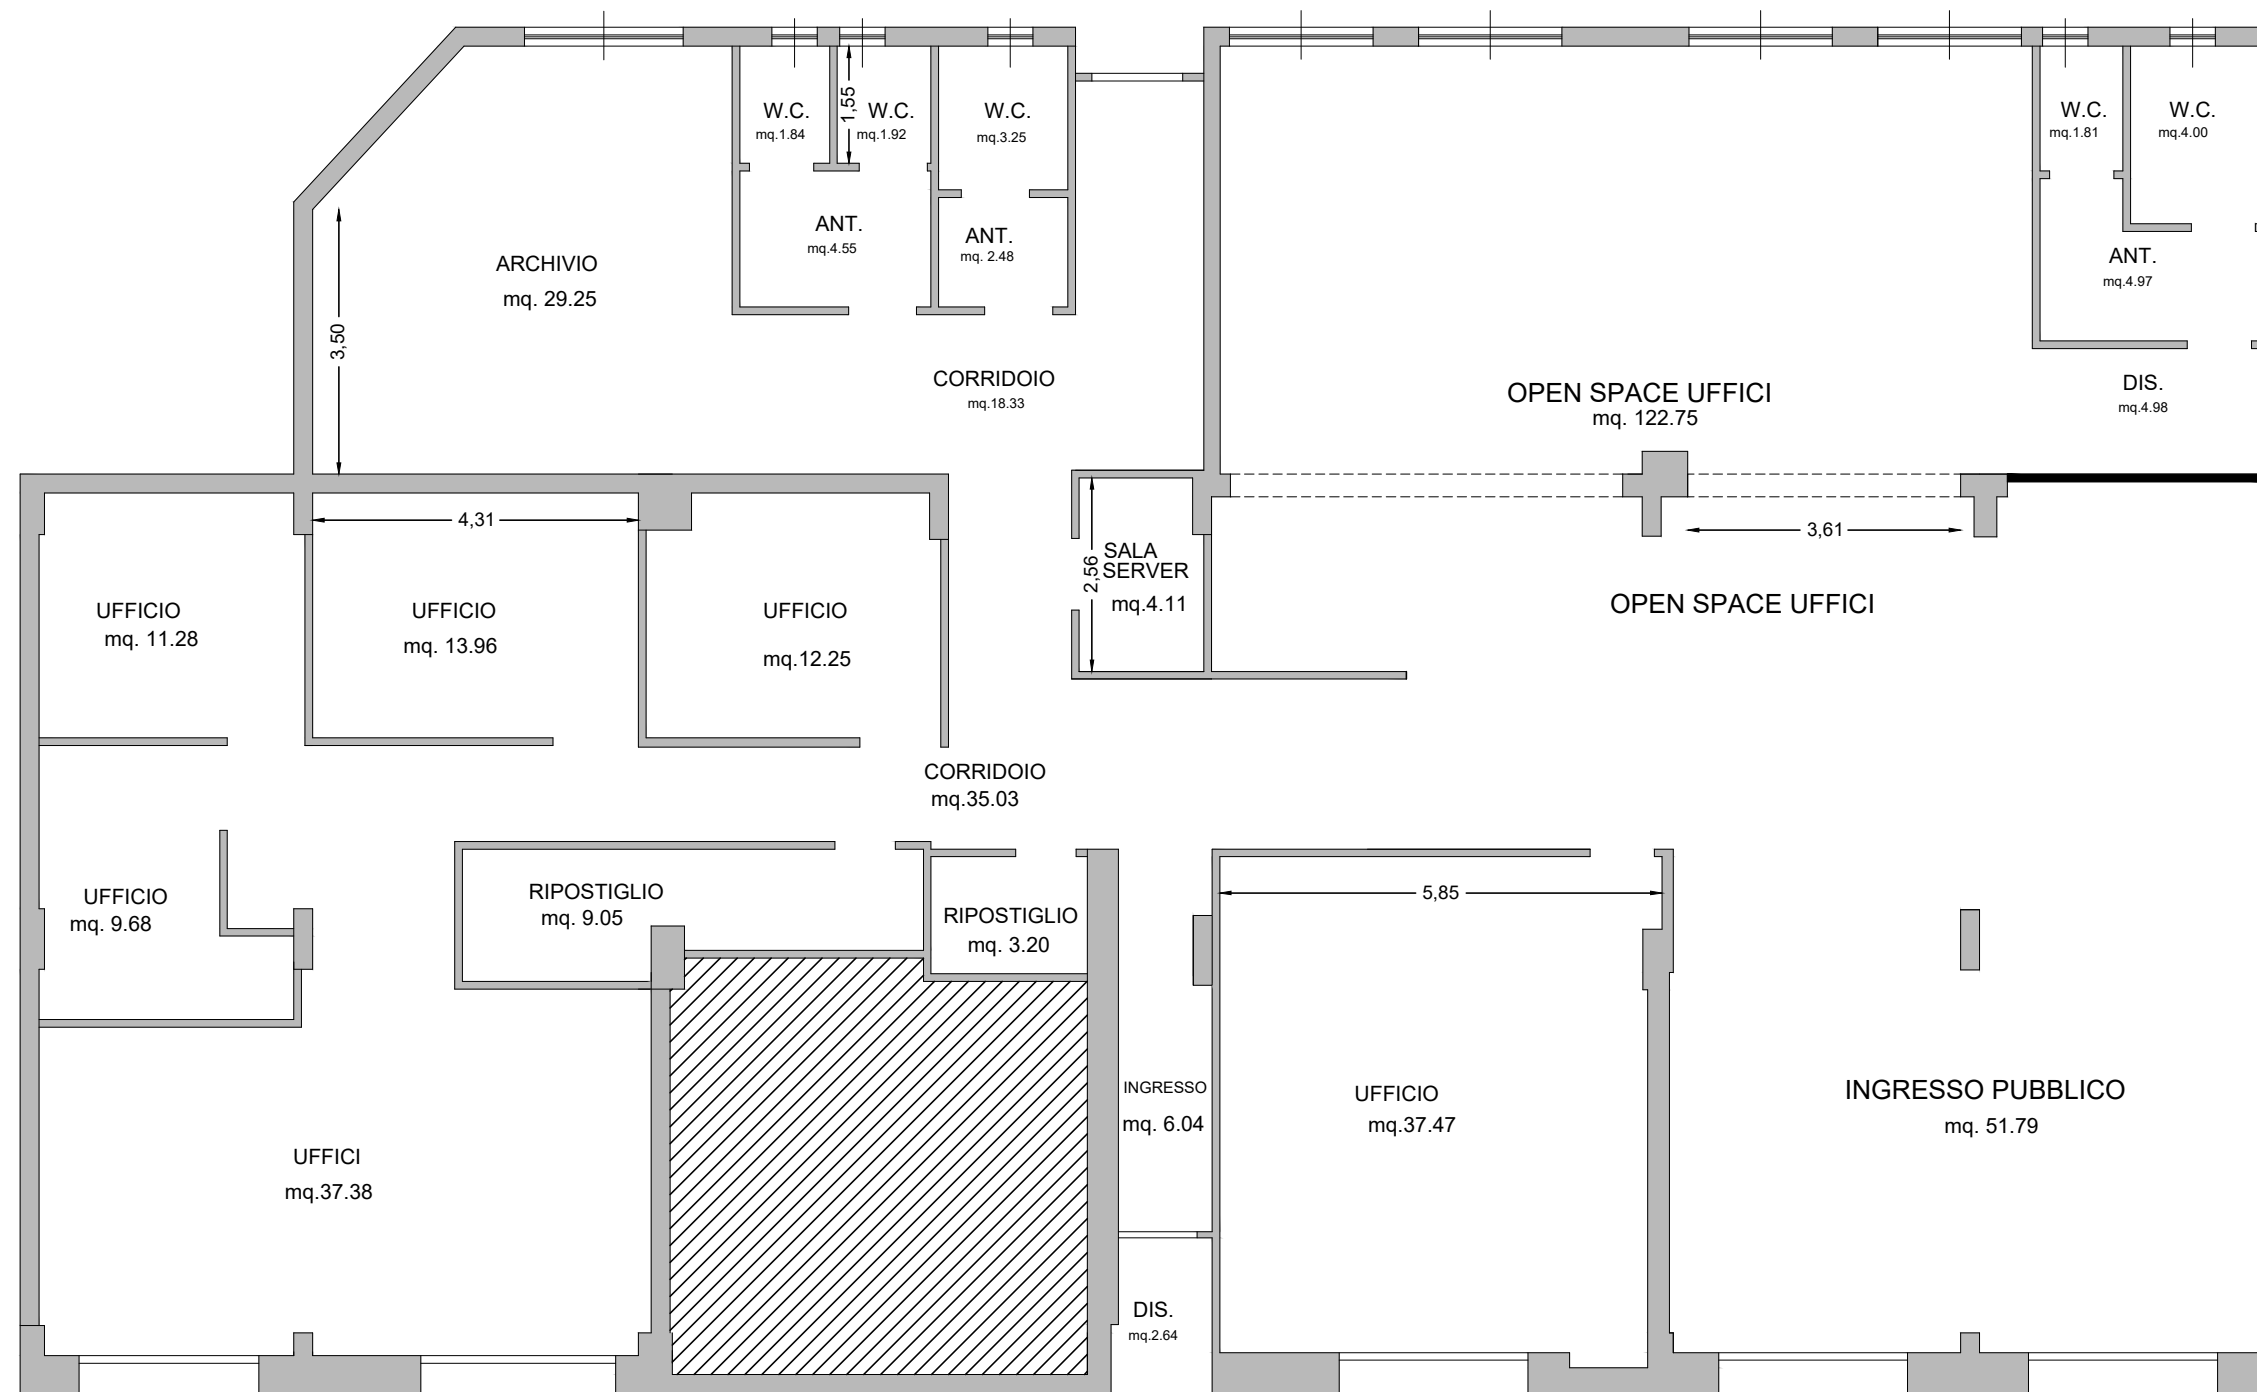 W.C.
mq.1.84
1,55
W.C.
mq.1.92
W.C.
mq.3.25
W.C.
mq.1.81
W.C.
mq.4.00
ANT.
mq.4.55
ANT.
mq. 2.48
ARCHIVIO
mq. 29.25
ANT.
mq.4.97
3,50
CORRIDOIO
mq.18.33
OPEN SPACE UFFICI
mq. 122.75
DIS.
mq.4.98
4,31
3,61
UFFICIO
mq. 11.28
UFFICIO
mq. 13.96
UFFICIO
mq.12.25
2,56
SALA
SERVER
mq.4.11
OPEN SPACE UFFICI
CORRIDOIO
mq.35.03
UFFICIO
mq. 9.68
RIPOSTIGLIO
mq. 9.05
RIPOSTIGLIO
mq. 3.20
5,85
INGRESSO
mq. 6.04
UFFICIO
mq.37.47
INGRESSO PUBBLICO
mq. 51.79
UFFICI
mq.37.38
DIS.
mq.2.64